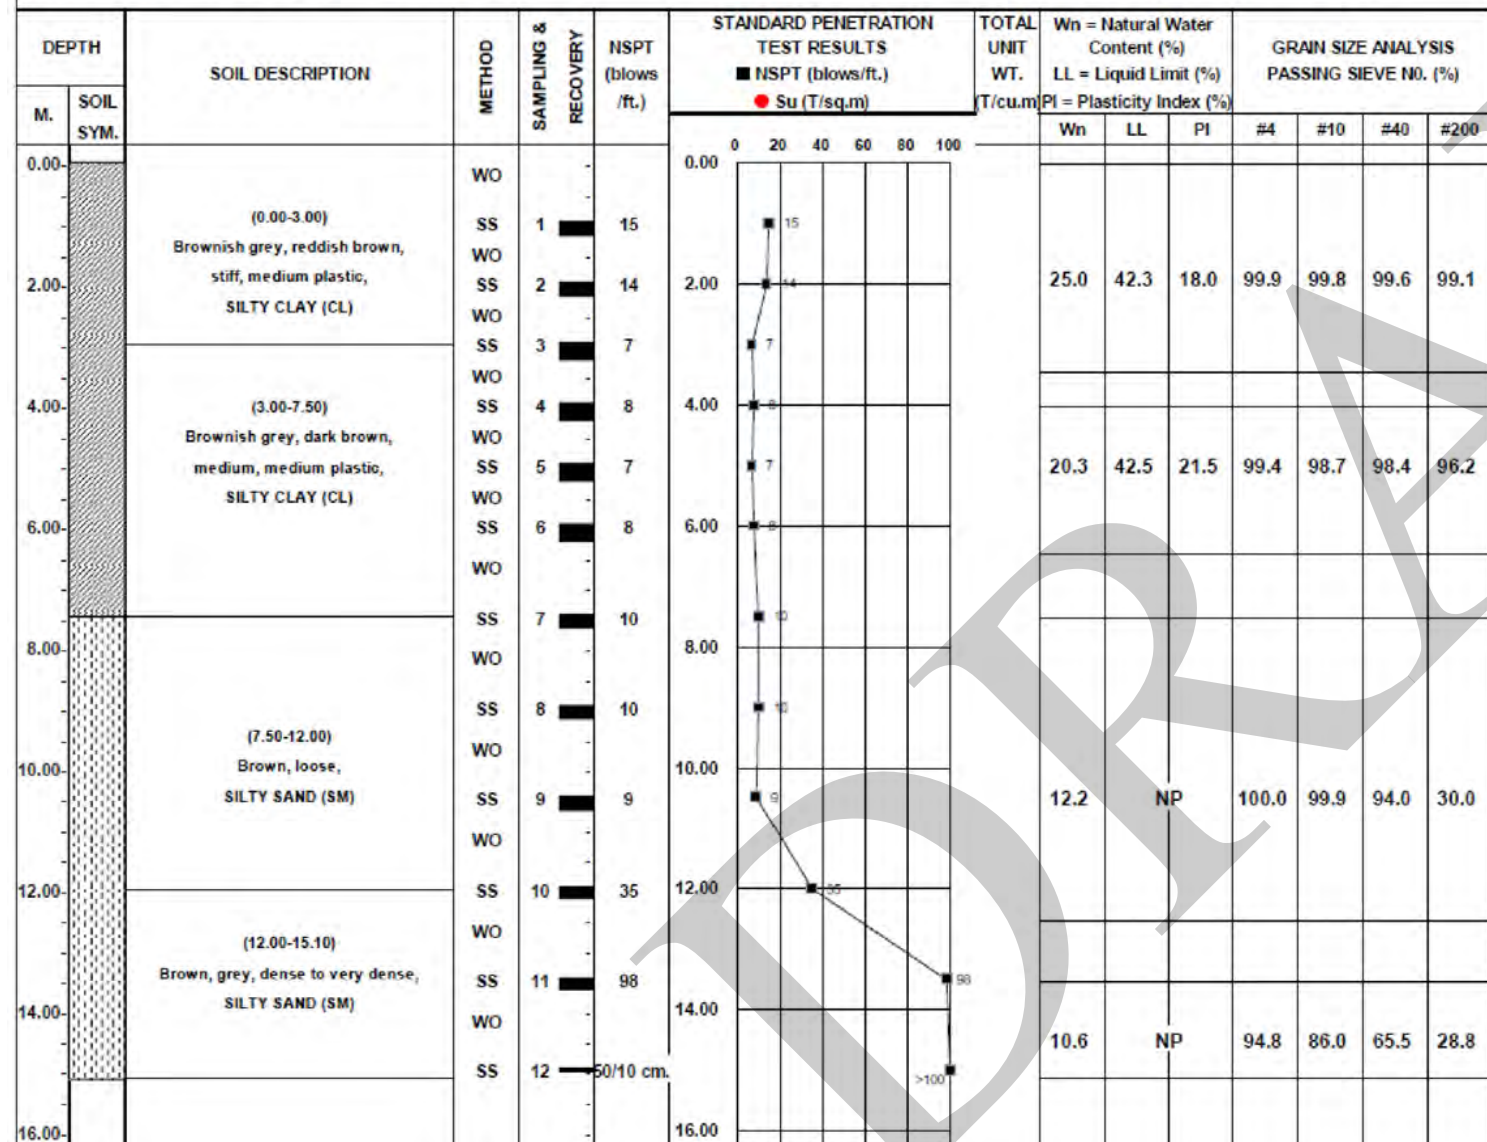 DEPTH
M.
SOIL
SYM.
SOIL DESCRIPTION
METHOD
SAMPLING &
RECOVERY
NSPT
(blows
/ft.)
STANDARD PENETRATION
TEST RESULTS
NSPT (blows/ft.)
Su (T/sq.m)
TOTAL
UNIT
WT.
(T/cu.m)
Wn = Natural Water
Content (%)
LL = Liquid Limit (%)
PI = Plasticity Index (%)
GRAIN SIZE ANALYSIS
PASSING SIEVE N0. (%)
Wn LL PI #4 #10 #40 #200
0 20 40 60 80 100
0.00
2.00
4.00
6.00
8.00
10.00
12.00
14.00
16.00
(0.00-3.00)
Brownish grey, reddish brown,
stiff, medium plastic,
SILTY CLAY (CL)
(3.00-7.50)
Brownish grey, dark brown,
medium, medium plastic,
SILTY CLAY (CL)
(7.50-12.00)
Brown, loose,
SILTY SAND (SM)
(12.00-15.10)
Brown, grey, dense to very dense,
SILTY SAND (SM)
WO
SS 1 15
WO
SS 2 14
WO
SS 3 7
WO
SS 4 8
WO
SS 5 7
WO
SS 6 8
WO
SS 7 10
WO
SS 8 10
WO
SS 9 9
WO
SS 10 35
WO
SS 11 98
WO
SS 12 50/10 cm.
0.00
2.00
4.00
6.00
8.00
10.00
12.00
14.00
16.00
15
14
7
8
7
8
10
10
9
35
98
>100
25.0 42.3 18.0 99.9 99.8 99.6 99.1
20.3 42.5 21.5 99.4 98.7 98.4 96.2
12.2 NP 100.0 99.9 94.0 30.0
10.6 NP 94.8 86.0 65.5 28.8
DRA